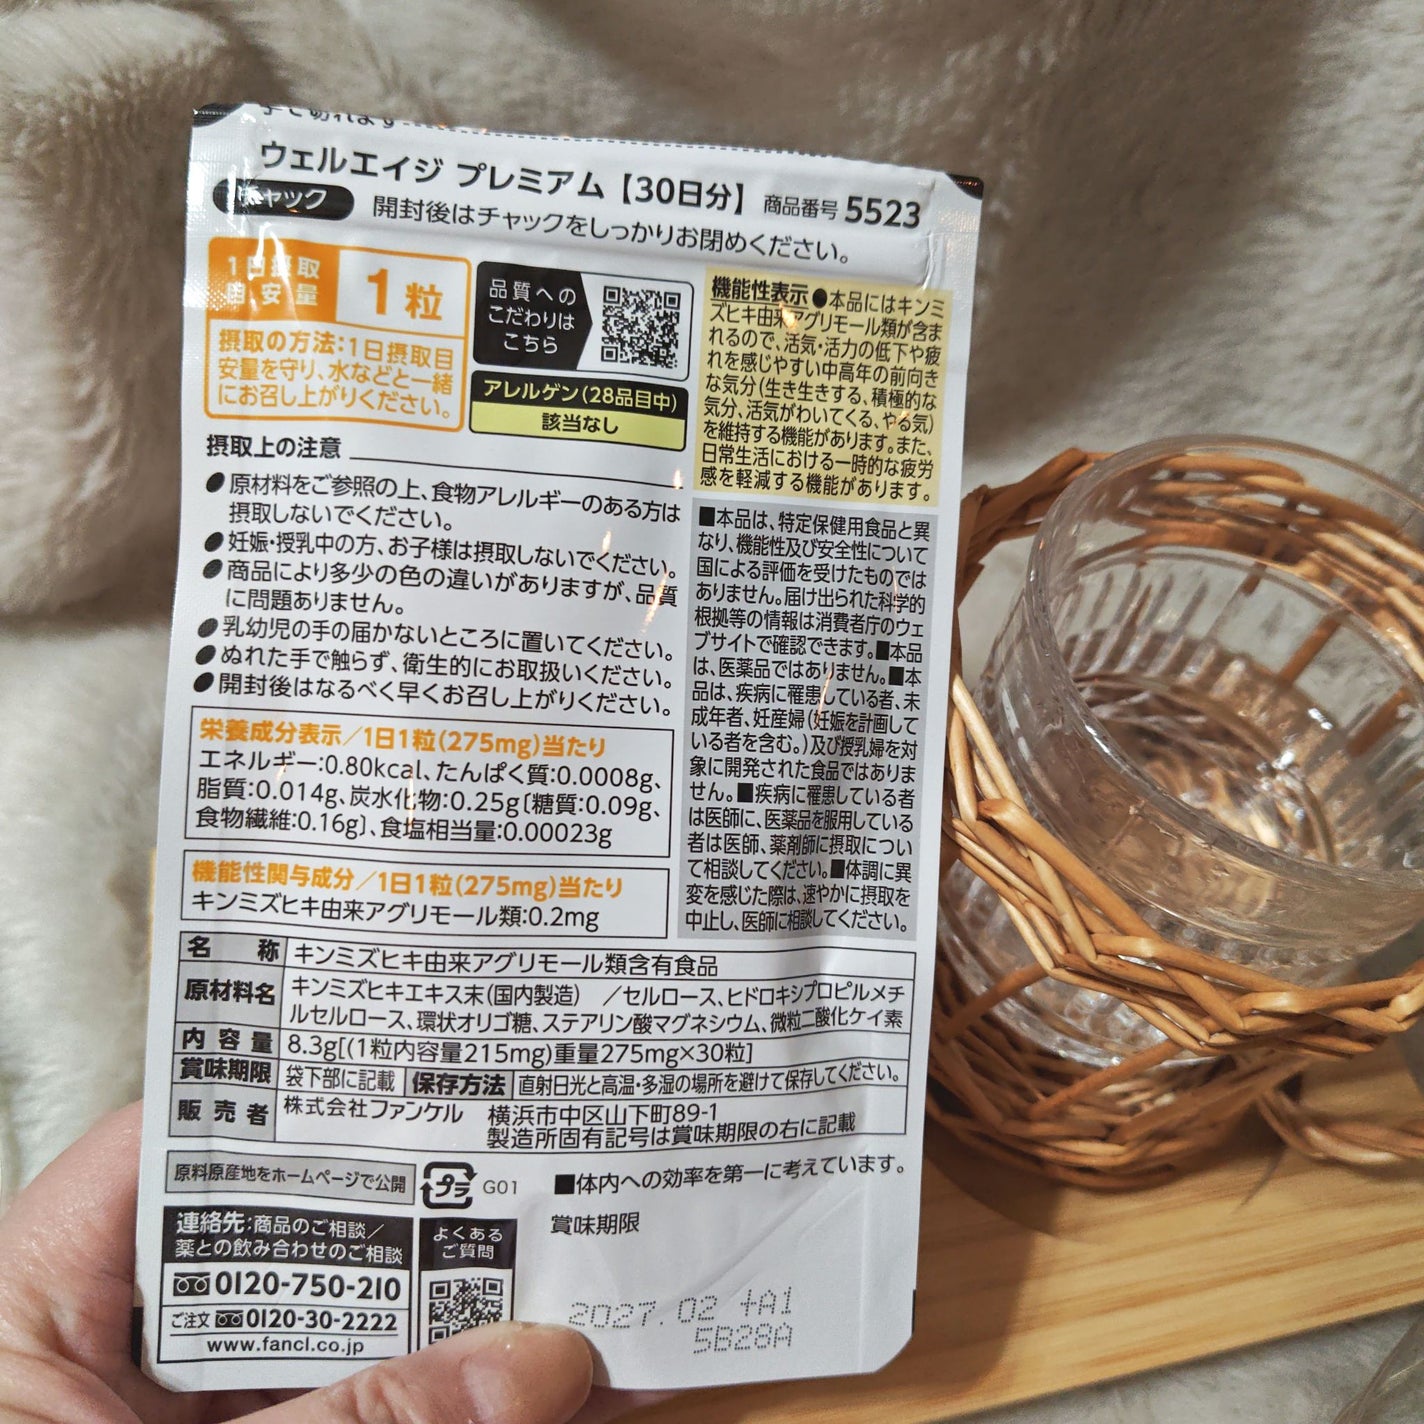 手で切れます
ウェルエイジ プレミアム【30日分】 商品番号 5523
チャック 開封後はチャックをしっかりお閉めください。
1日摂取
目安量
1粒
摂取の方法:1日摂取目
安量を守り、水などと一緒
にお召し上がりください。
品質への
こだわりは
こちら
アレルゲン(28品目中)
該当なし
機能性表示●本品にはキンミ
ズヒキ由来アグリモール類が含ま
れるので、活気・活力の低下や疲
れを感じやすい中高年の前向き
な気分(生き生きする、積極的な
気分、活気がわいてくる、やる気)
を維持する機能があります。また、
日常生活における一時的な疲労
感を軽減する機能があります。
摂取上の注意
●原材料をご参照の上、食物アレルギーのある方は
摂取しないでください。
●妊娠・授乳中の方、お子様は摂取しないでください。
●商品により多少の色の違いがありますが、品質
に問題ありません。
●乳幼児の手の届かないところに置いてください。
●ぬれた手で触らず、衛生的にお取扱いください。
●開封後はなるべく早くお召し上がりください。
■本品は、特定保健用食品と異
なり、機能性及び安全性について
国による評価を受けたものでは
ありません。届け出られた科学的
根拠等の情報は消費者庁のウェ
ブサイトで確認できます。■本品
は、医薬品ではありません。■本
品は、疾病に罹患している者、未
成年者、妊産婦(妊娠を計画して
いる者を含む。)及び授乳婦を対
象に開発された食品ではありま
せん。■疾病に罹患している者
は医師に、医薬品を服用している
者は医師、薬剤師に摂取につい
て相談してください。■体調に異
変を感じた際は、速やかに摂取を
中止し、医師に相談してください。
栄養成分表示/1日1粒(275mg)当たり
エネルギー:0.80kcal、たんぱく質:0.0008g、
脂質:0.014g、炭水化物:0.25g〔糖質:0.09g、
食物繊維:0.16g〕、食塩相当量:0.00023g
機能性関与成分/1日1粒(275mg)当たり
キンミズヒキ由来アグリモール類:0.2mg
名称 キンミズヒキ由来アグリモール類含有食品
原材料名 キンミズヒキエキス末(国内製造) /セルロース、ヒドロキシプロピルメチ
ルセルロース、環状オリゴ糖、ステアリン酸マグネシウム、微粒二酸化ケイ素
内容量 8.3g[(1粒内容量215mg)重量275mg×30粒]
賞味期限 袋下部に記載 保存方法 直射日光と高温・多湿の場所を避けて保存してください。
販売者 株式会社ファンケル 横浜市中区山下町89-1
製造所固有記号は賞味期限の右に記載
原料原産地をホームページで公開 プラ G01 ■体内への効率を第一に考えています。
連絡先:商品のご相談/
薬との飲み合わせのご相談
0120-750-210
ご注文 0120-30-2222
www.fancl.co.jp
よくある
ご質問
賞味期限
2027.02 +A1
5B28A